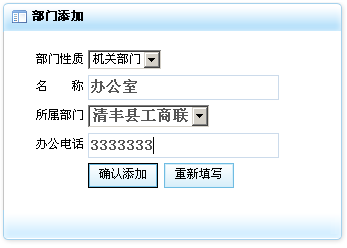 部门添加
部门性质 机关部门
名 称 办公室
所属部门 清丰县工商联
办公电话 3333333
确认添加 重新填写